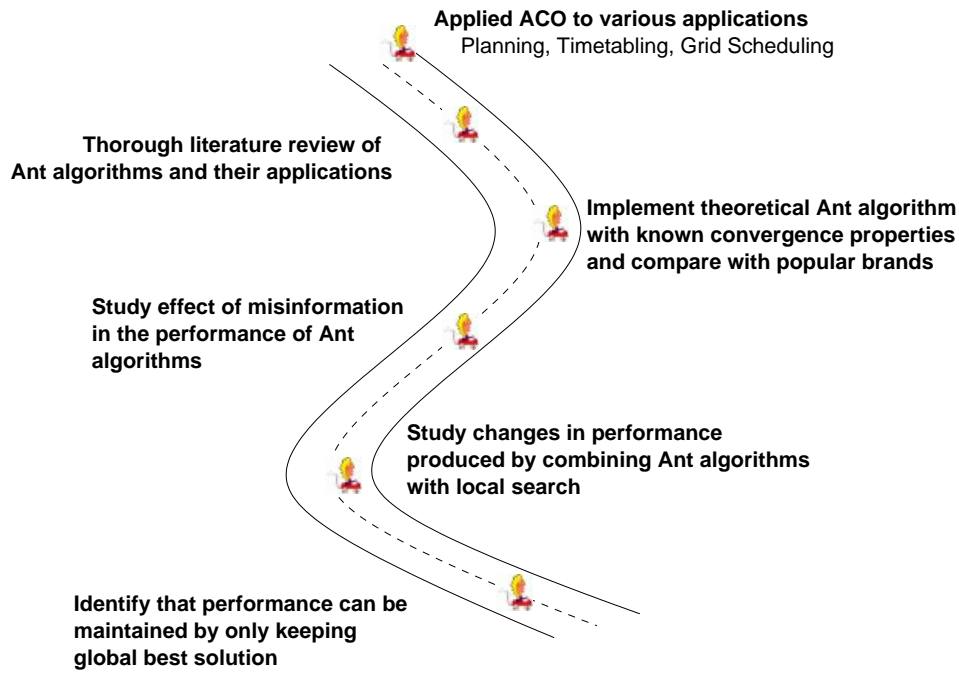 Applied ACO to various applications
Planning, Timetabling, Grid Scheduling
Thorough literature review of
Ant algorithms and their applications
Implement theoretical Ant algorithm
with known convergence properties
and compare with popular brands
Study effect of misinformation
in the performance of Ant
algorithms
Study changes in performance
produced by combining Ant algorithms
with local search
Identify that performance can be
maintained by only keeping
global best solution